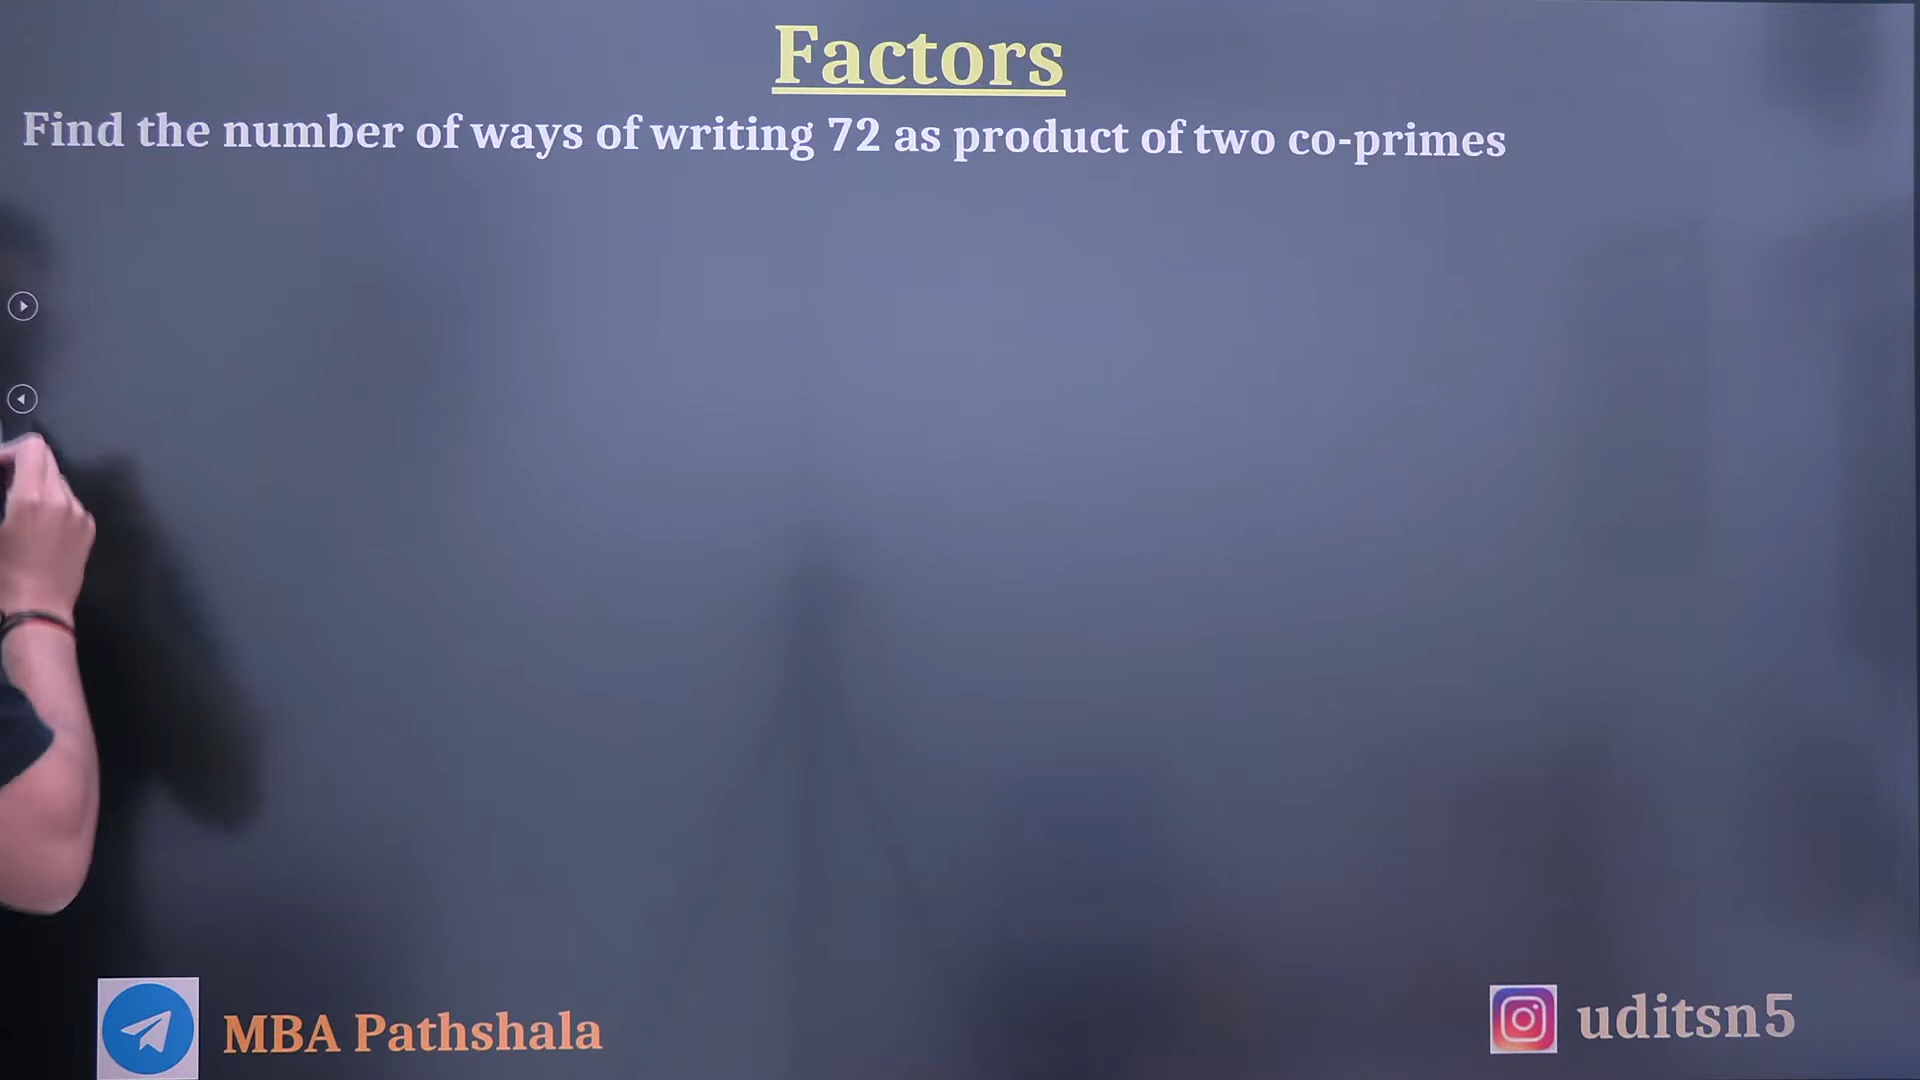 Factors
Find the number of ways of writing 72 as product of two co-primes
MBA Pathshala
uditsn5